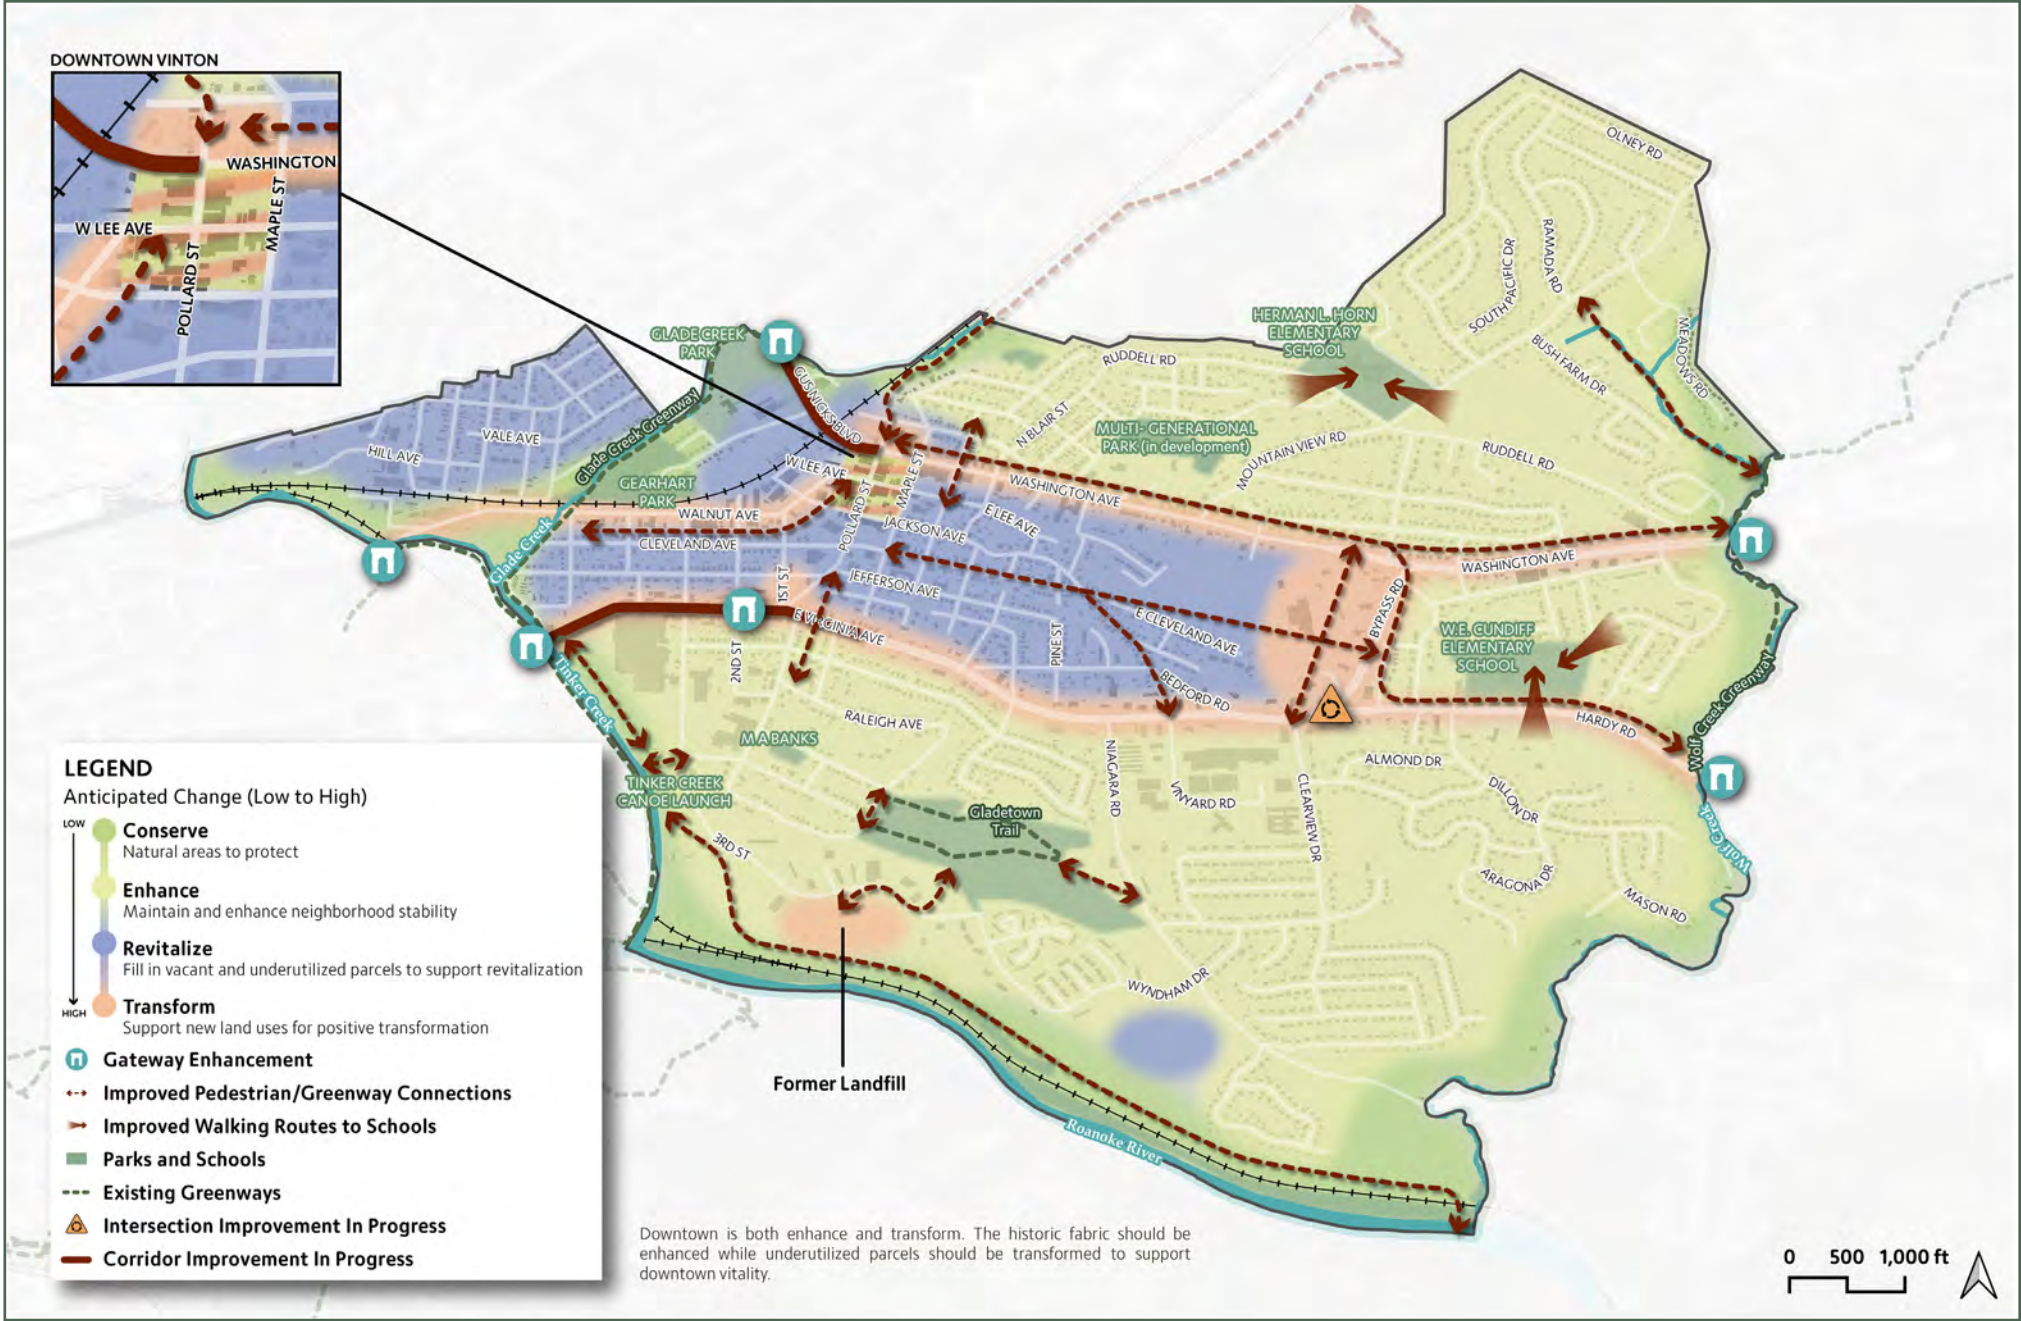 DOWNTOWN VINTON
WASHINGTON
W LEE AVE
MAPLE ST
POLLARD ST
OLNEY RD
RAMADA RD
SOUTH PACIFIC DR
MEADOWS RD
BUSH FARM DR
HERMAN L. HORN
ELEMENTARY
SCHOOL
GLADE CREEK
PARK
GUS NICKS BLVD
RUDDELL RD
N BLAIR ST
MULTI- GENERATIONAL
PARK (in development)
MOUNTAIN VIEW RD
RUDDELL RD
VALE AVE
HILL AVE
Glade Creek Greenway
GEARHART
PARK
W LEE AVE
MAPLE ST
POLLARD ST
WASHINGTON AVE
WALNUT AVE
CLEVELAND AVE
JACKSON AVE
E LEE AVE
Glade Creek
1ST ST
JEFFERSON AVE
E VIRGINIA AVE
2ND ST
PINE ST
E CLEVELAND AVE
BYPASS RD
WASHINGTON AVE
W.E. CUNDIFF
ELEMENTARY
SCHOOL
Wolf Creek Greenway
Tinker Creek
BEDFORD RD
HARDY RD
RALEIGH AVE
M A BANKS
NIAGARA RD
VINYARD RD
CLEARVIEW DR
ALMOND DR
DILLON DR
Wolf Creek
TINKER CREEK
CANOE LAUNCH
Gladetown
Trail
3RD ST
ARAGONA DR
MASON RD
WYNDHAM DR
Former Landfill
Roanoke River
LEGEND
Anticipated Change (Low to High)
LOW
Conserve
Natural areas to protect
Enhance
Maintain and enhance neighborhood stability
Revitalize
Fill in vacant and underutilized parcels to support revitalization
HIGH
Transform
Support new land uses for positive transformation
Gateway Enhancement
Improved Pedestrian/Greenway Connections
Improved Walking Routes to Schools
Parks and Schools
Existing Greenways
Intersection Improvement In Progress
Corridor Improvement In Progress
Downtown is both enhance and transform. The historic fabric should be
enhanced while underutilized parcels should be transformed to support
downtown vitality.
0 500 1,000 ft